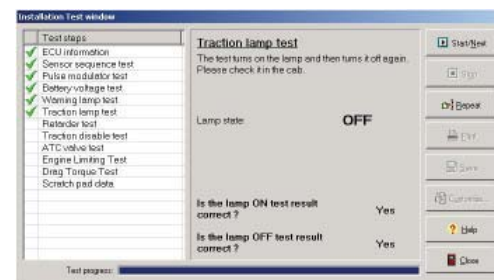 Installation Test window
Test steps
ECU information
Sensor sequence test
Pulse modulator test
Battery voltage test
Warning lamp test
Traction lamp test
Retarder test
Traction disable test
ATC valve test
Engine Limiting Test
Drag Torque Test
Scratch pad data
Test progress:
Traction lamp test
The test turns on the lamp and then turns it off again.
Please check it in the cab.
Lamp state: OFF
Is the lamp ON test result
correct ? Yes
Is the lamp OFF test result
correct ? Yes
Start/Next
Stop
Repeat
Print
Save
Help
Close